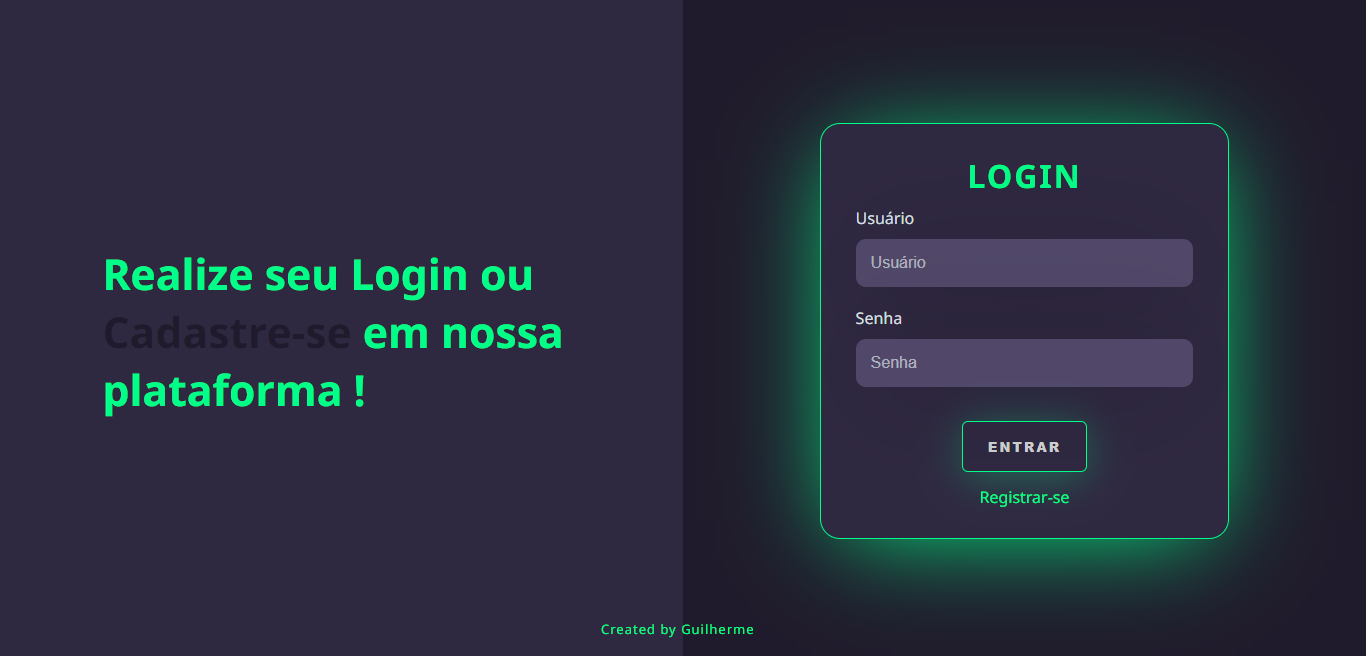 Realize seu Login ou
Cadastre-se em nossa
plataforma !
LOGIN
Usuário
Usuário
Senha
Senha
ENTRAR
Registrar-se
Created by Guilherme